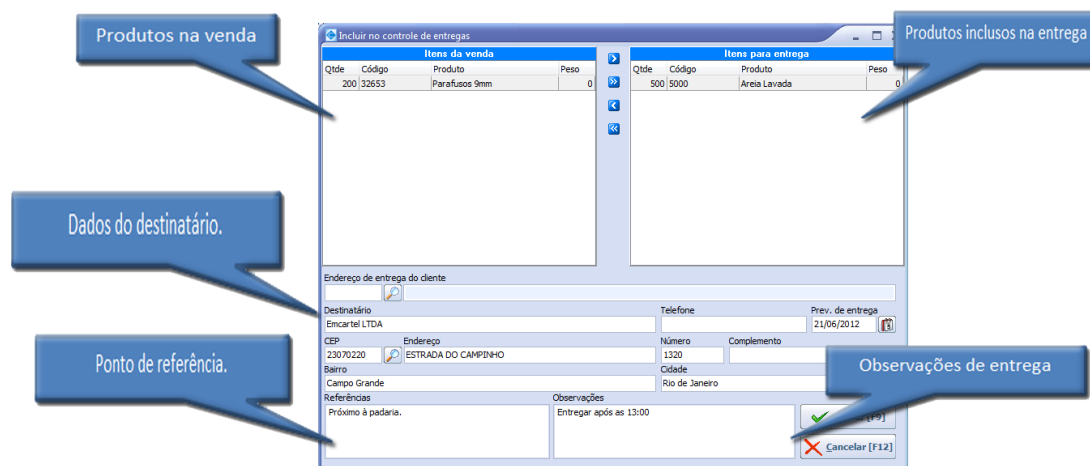 Produtos na venda
Incluir no controle de entregas
Produtos inclusos na entrega
Itens da venda
Itens para entrega
Qtde Código Produto Peso
Qtde Código Produto Peso
200 32653 Parafusos 9mm 0
500 5000 Areia Lavada 0
Dados do destinatário.
Endereço de entrega do cliente
Destinatário Telefone Prev. de entrega
Emcartel LTDA 21/06/2012
CEP Endereço Número Complemento
23070220 ESTRADA DO CAMPINHO 1320
Ponto de referência.
Observações de entrega
Bairro Cidade
Campo Grande Rio de Janeiro
Referências Observações
Próximo à padaria. Entregar após as 13:00
Cancelar [F12]